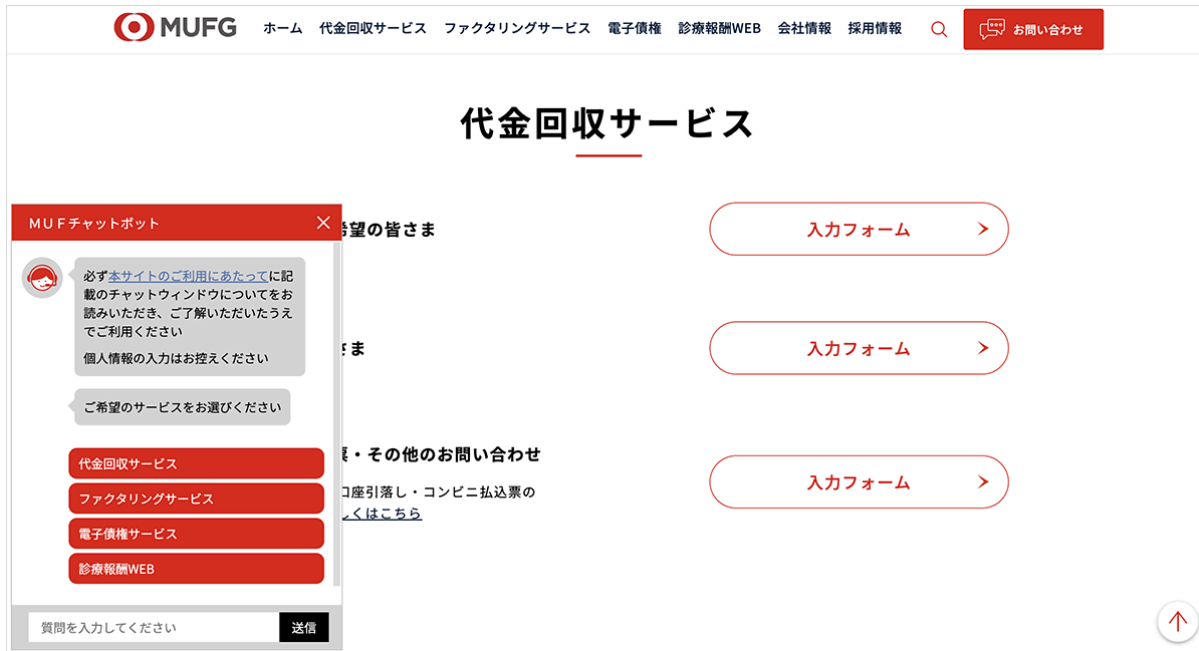 MUFG
ホーム 代金回収サービス ファクタリングサービス 電子債権 診療報酬WEB 会社情報 採用情報 お問い合わせ
代金回収サービス
希望の皆さま
入力フォーム
さま
入力フォーム
票・その他のお問い合わせ
口座引落し・コンビニ払込票の
しくはこちら
入力フォーム
MUFチャットボット
必ず本サイトのご利用にあたってに記
載のチャットウィンドウについてをお
読みいただき、ご了解いただいたうえ
でご利用ください
個人情報の入力はお控えください
ご希望のサービスをお選びください
代金回収サービス
ファクタリングサービス
電子債権サービス
診療報酬WEB
質問を入力してください 送信